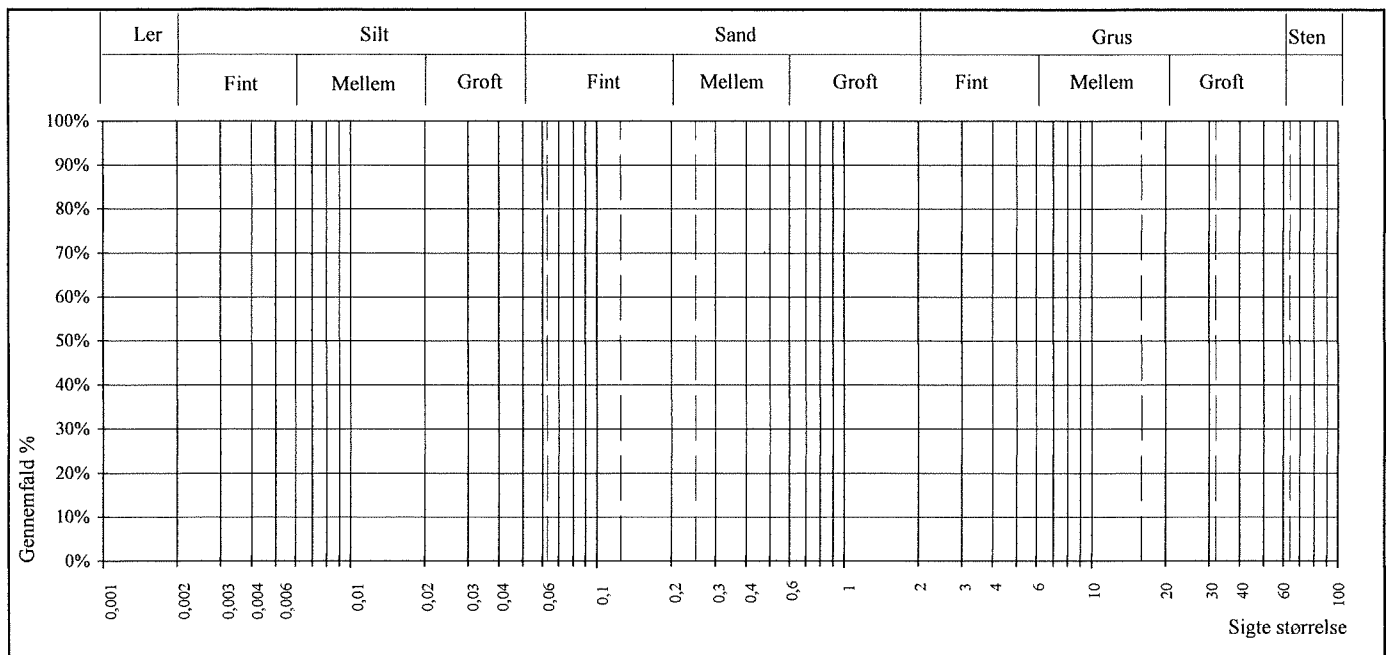 Ler Silt Sand Grus Sten
Fint Mellem Groft Fint Mellem Groft Fint Mellem Groft
100%
90%
80%
70%
60%
50%
40%
30%
20%
10%
0%
Gennemfald %
0,001 0,002 0,003 0,004 0,006 0,01 0,02 0,03 0,04 0,06 0,1 0,2 0,3 0,4 0,6 1 2 3 4 6 10 20 30 40 60 100
Sigte størrelse